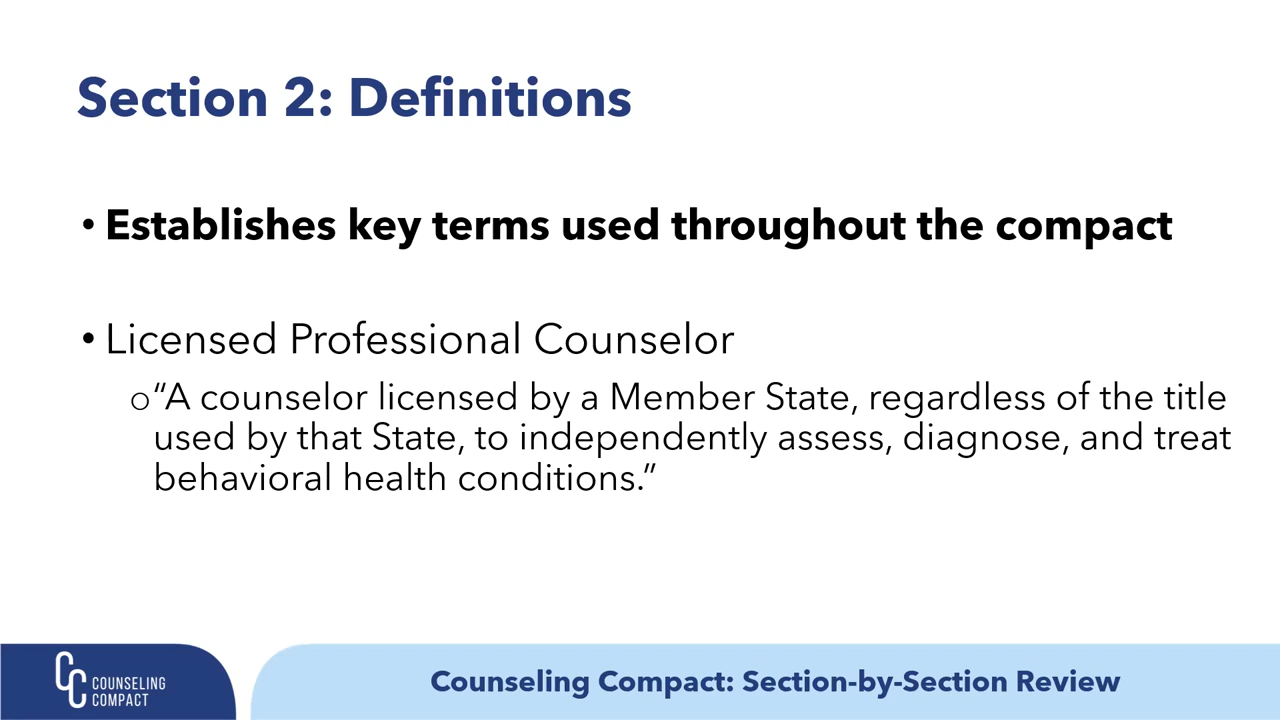 Section 2: Definitions
• Establishes key terms used throughout the compact
• Licensed Professional Counselor
o“A counselor licensed by a Member State, regardless of the title
used by that State, to independently assess, diagnose, and treat
behavioral health conditions.”
CC COUNSELING
COMPACT
Counseling Compact: Section-by-Section Review